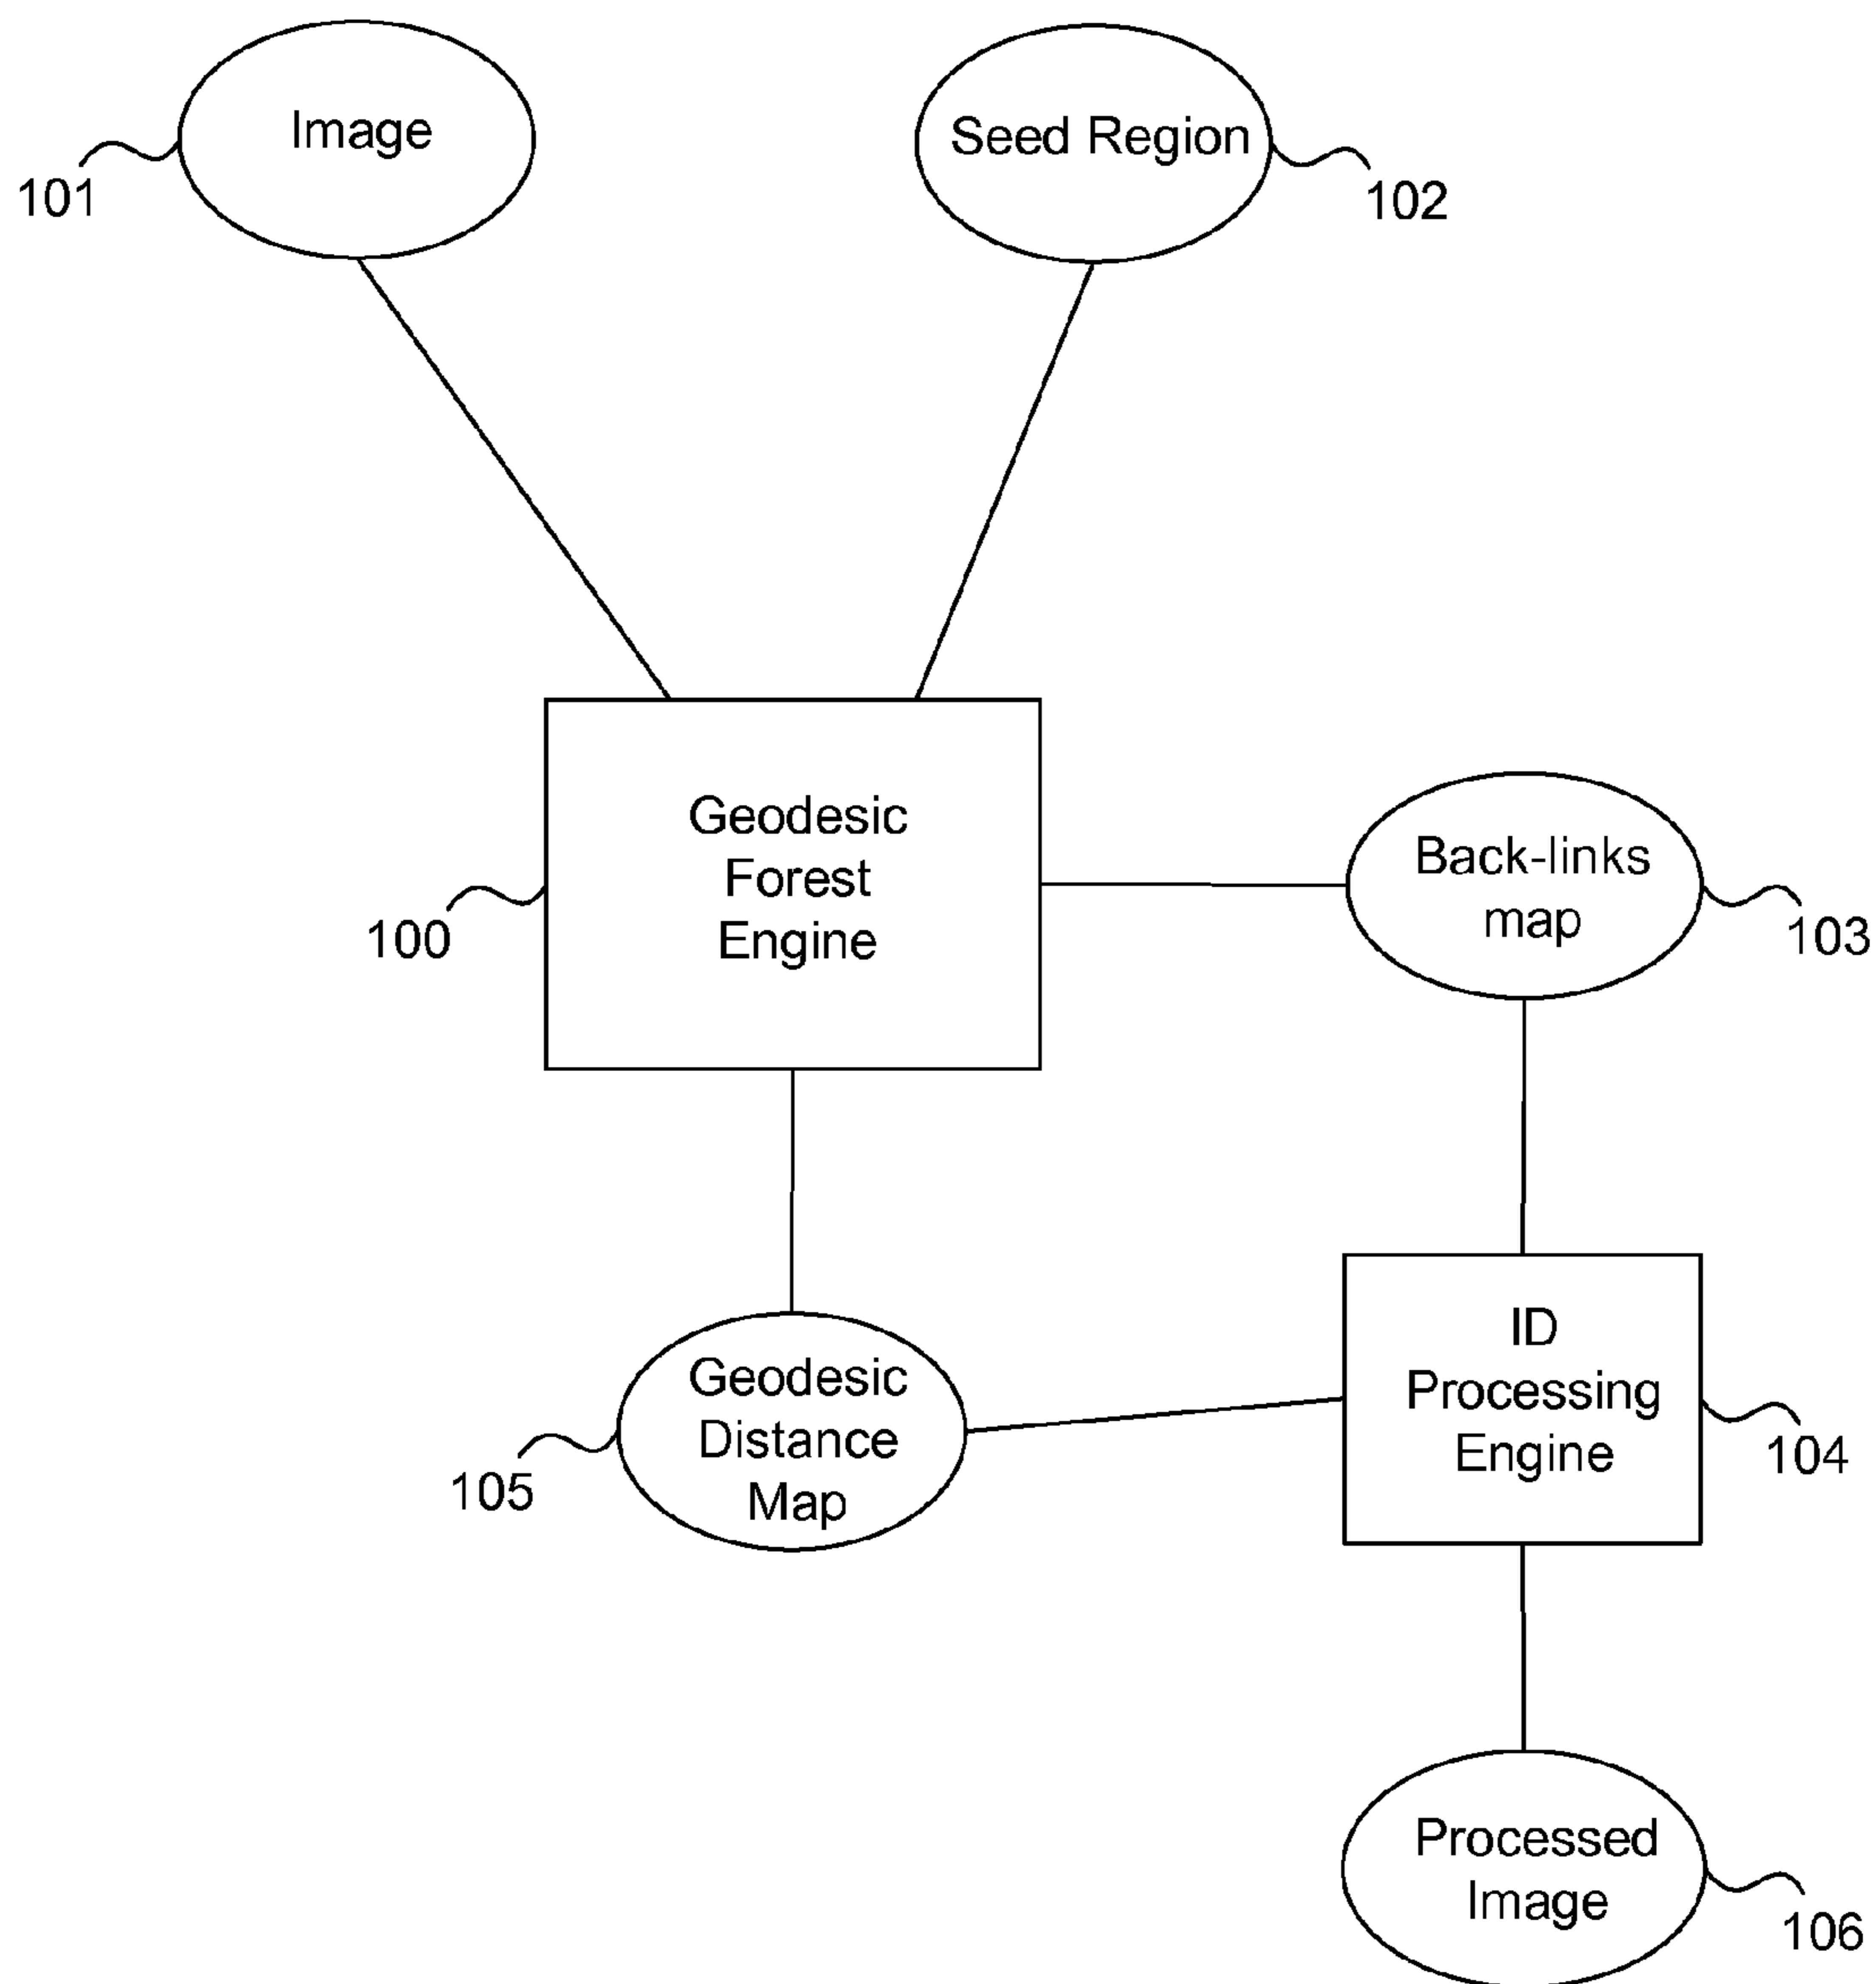 Image
101
Seed Region
102
Geodesic
Forest
Engine
100
Back-links
map
103
Geodesic
Distance
Map
105
ID
Processing
Engine
104
Processed
Image
106